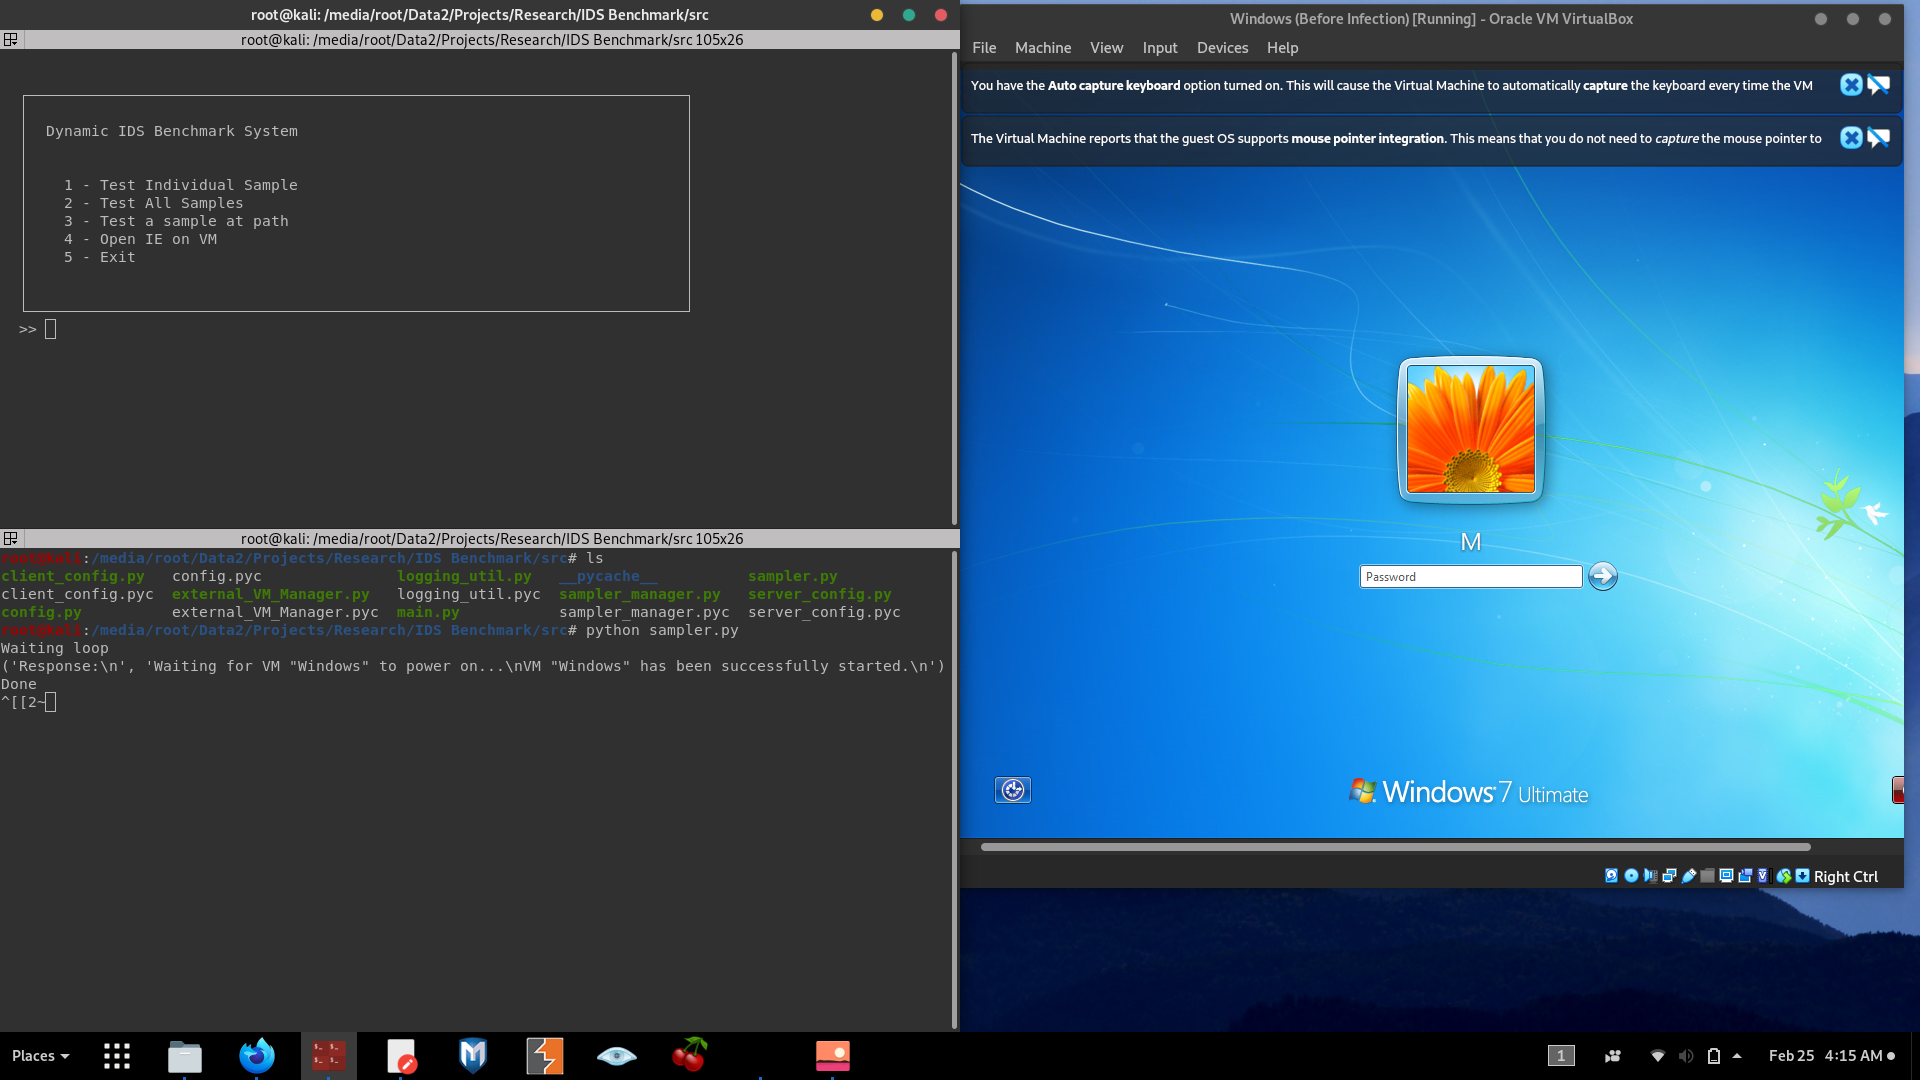 root@kali: /media/root/Data2/Projects/Research/IDS Benchmark/src
root@kali: /media/root/Data2/Projects/Research/IDS Benchmark/src 105x26
Dynamic IDS Benchmark System
1 - Test Individual Sample
2 - Test All Samples
3 - Test a sample at path
4 - Open IE on VM
5 - Exit
>>
root@kali: /media/root/Data2/Projects/Research/IDS Benchmark/src 105x26
root@kali:/media/root/Data2/Projects/Research/IDS Benchmark/src# ls
client_config.py config.pyc logging_util.py __pycache__ sampler.py
client_config.pyc external_VM_Manager.py logging_util.pyc sampler_manager.py server_config.py
config.py external_VM_Manager.pyc main.py sampler_manager.pyc server_config.pyc
root@kali:/media/root/Data2/Projects/Research/IDS Benchmark/src# python sampler.py
Waiting loop
('Response:\n', 'Waiting for VM "Windows" to power on...\nVM "Windows" has been successfully started.\n')
Done
^[[2~
Windows (Before Infection) [Running] - Oracle VM VirtualBox
File Machine View Input Devices Help
You have the Auto capture keyboard option turned on. This will cause the Virtual Machine to automatically capture the keyboard every time the VM
The Virtual Machine reports that the guest OS supports mouse pointer integration. This means that you do not need to capture the mouse pointer to
M
Password
Windows 7 Ultimate
Right Ctrl
Places
1
Feb 25 4:15 AM